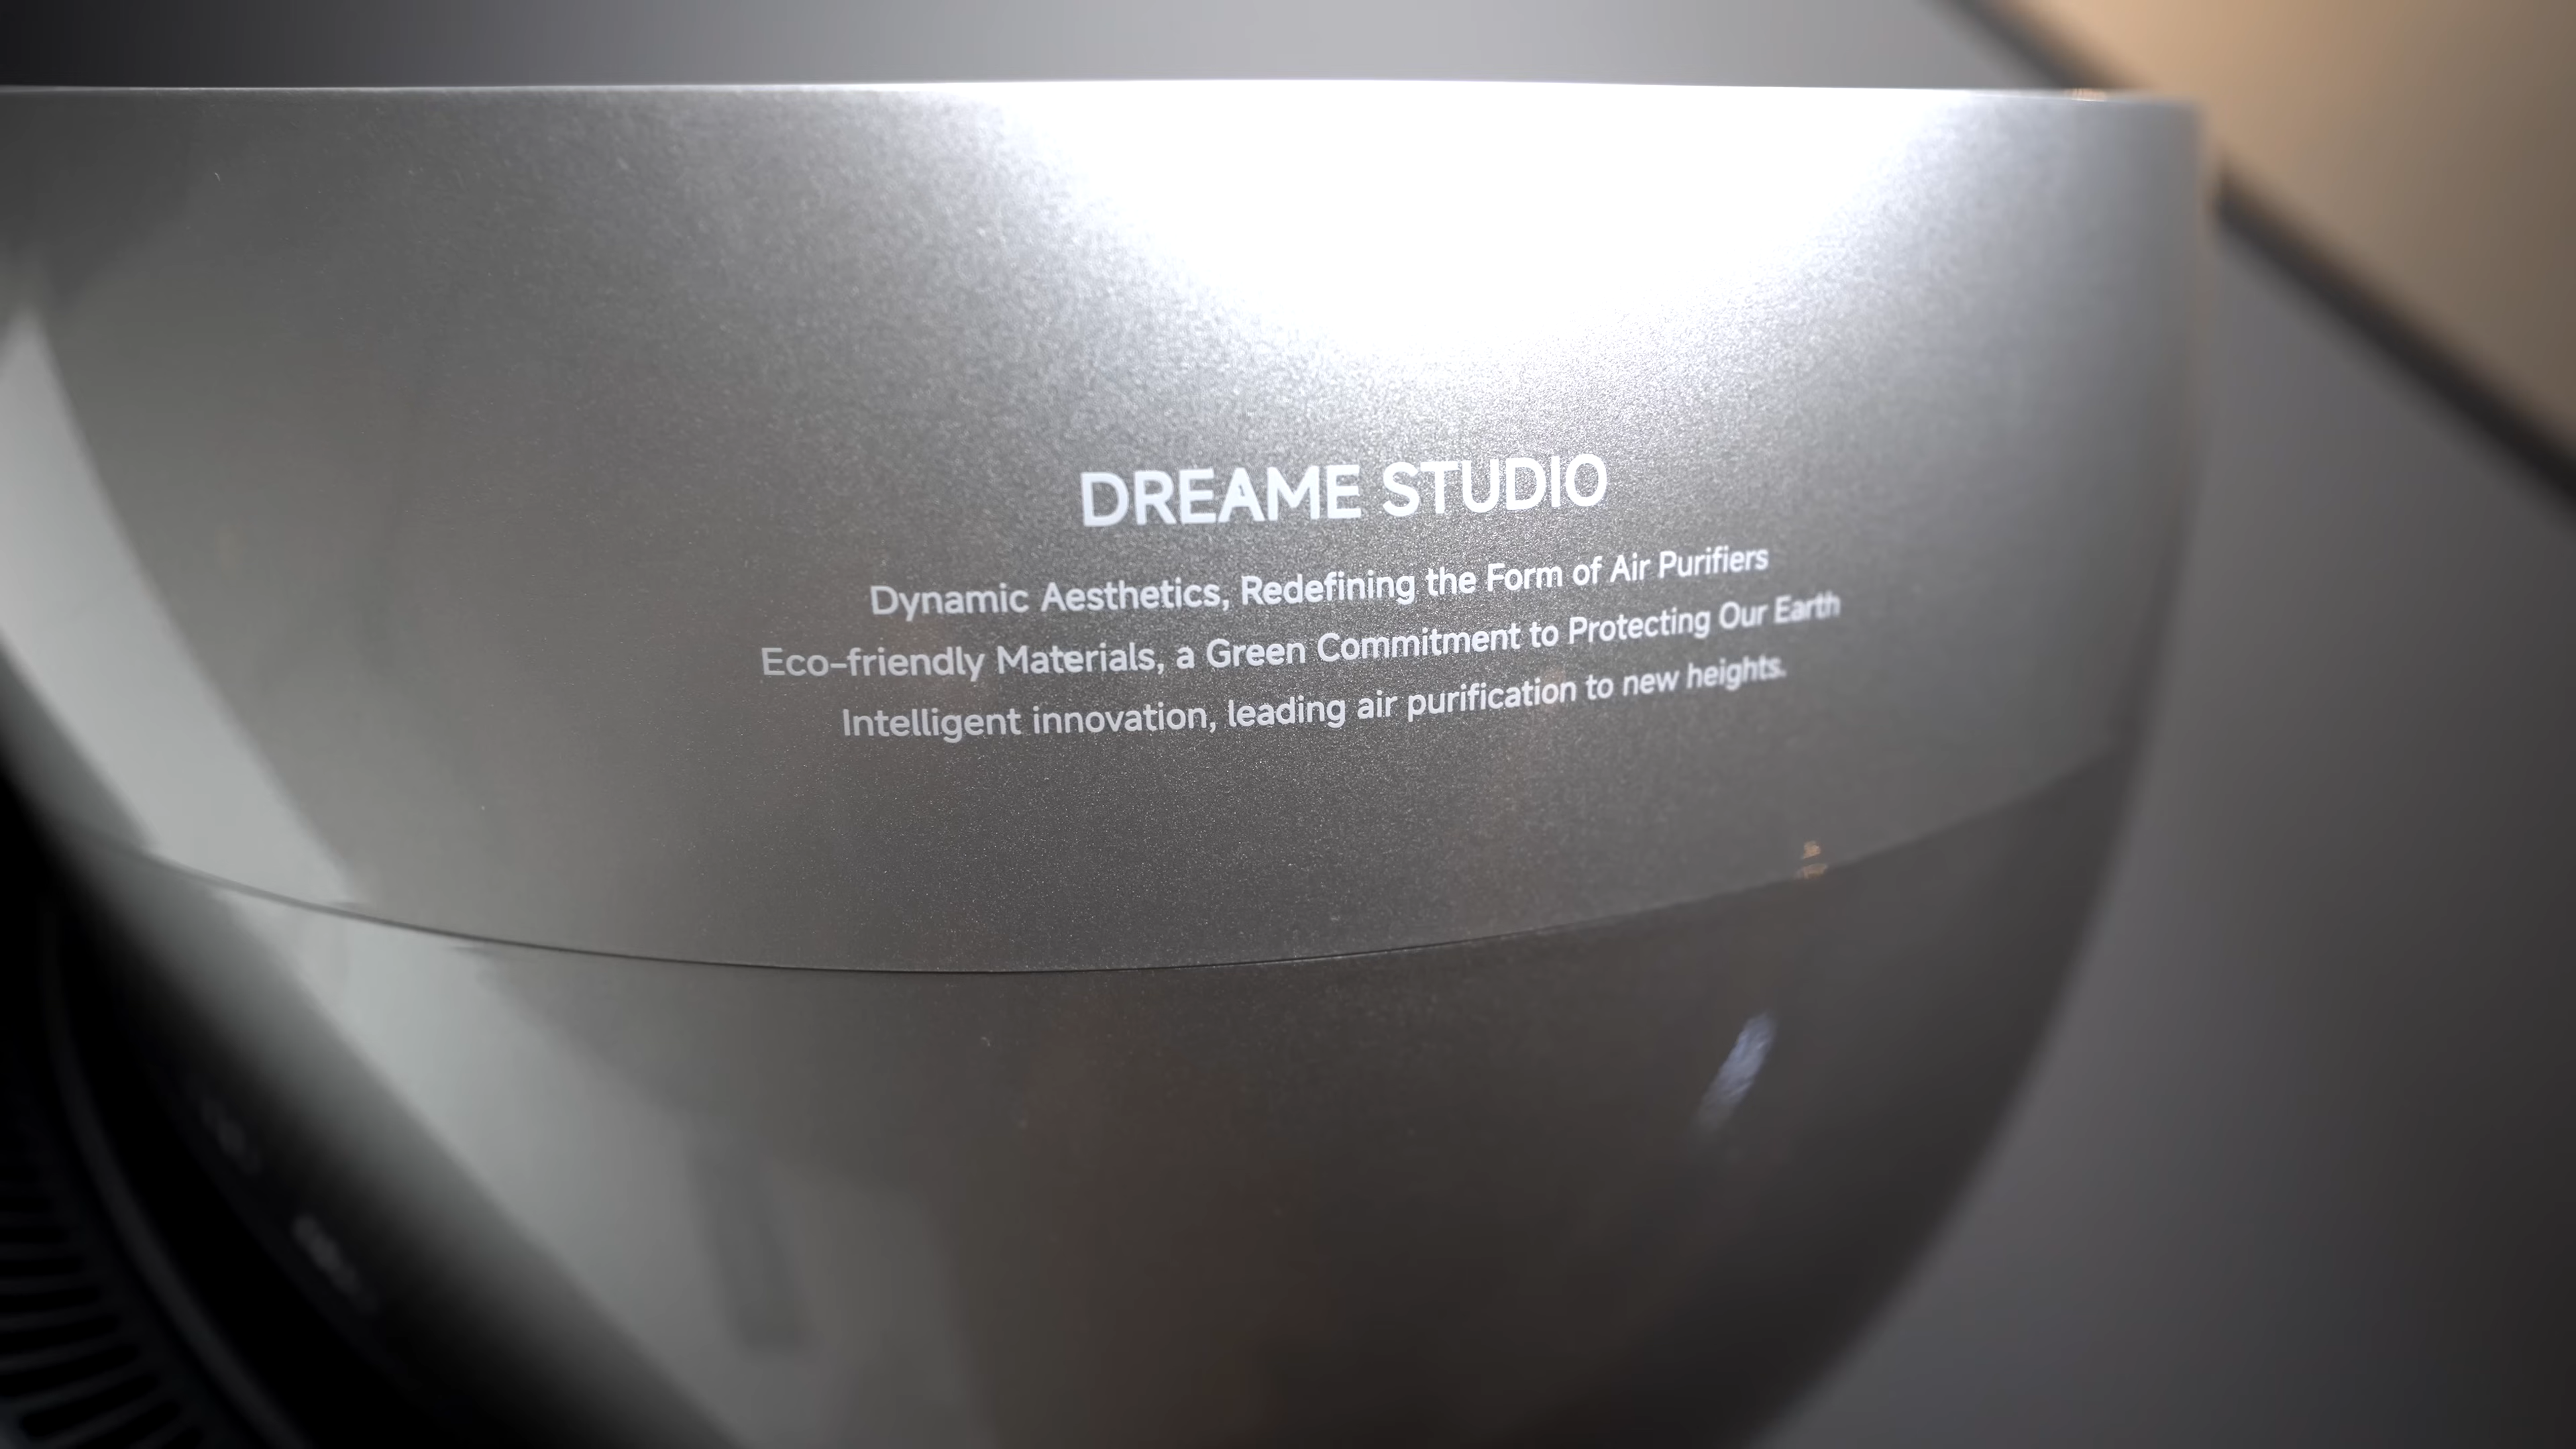 DREAME STUDIO
Dynamic Aesthetics, Redefining the Form of Air Purifiers
Eco-friendly Materials, a Green Commitment to Protecting Our Earth
Intelligent innovation, leading air purification to new heights.